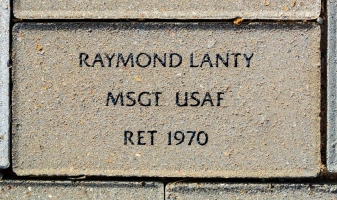 RAYMOND LANTY
MSGT USAF
RET 1970